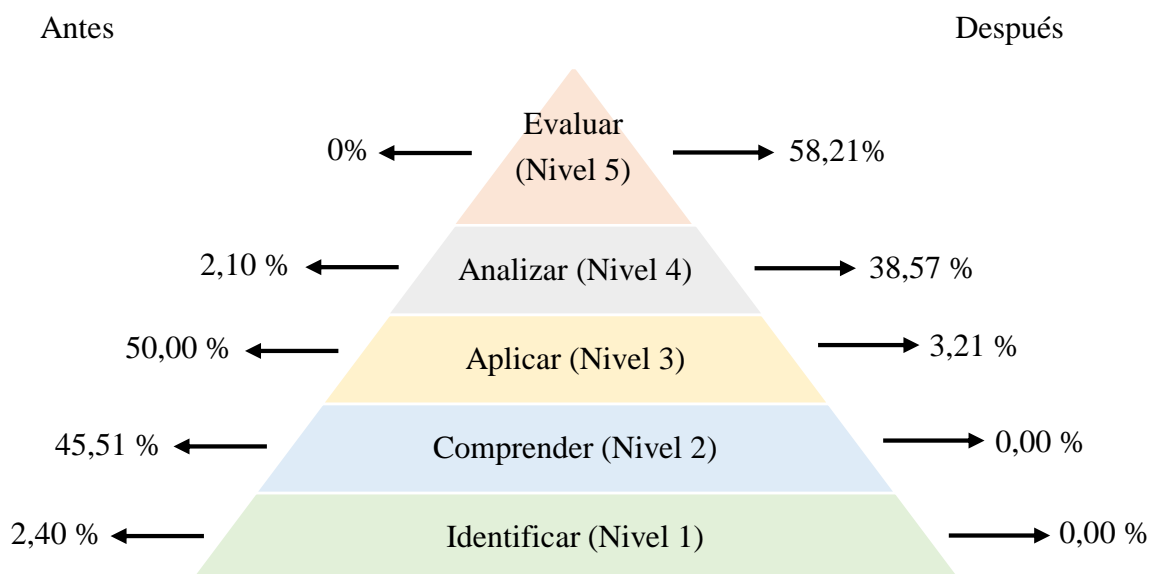 Antes
Después
Evaluar
(Nivel 5)
0%
58,21%
2,10 %
Analizar (Nivel 4)
38,57 %
50,00 %
Aplicar (Nivel 3)
3,21 %
45,51 %
Comprender (Nivel 2)
0,00 %
2,40 %
Identificar (Nivel 1)
0,00 %